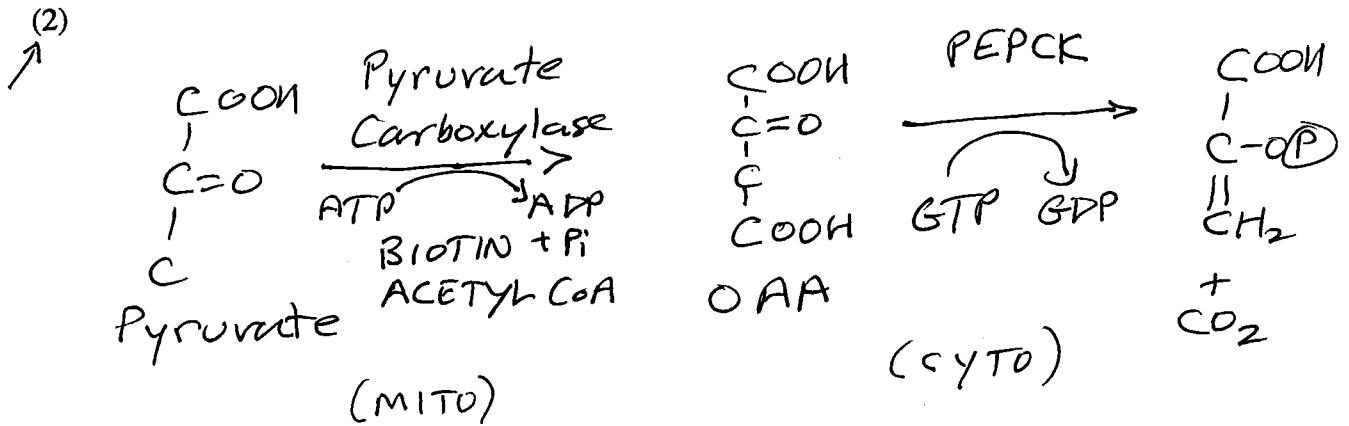 (2)
COOH
C=O
C
Pyruvate
Pyruvate
Carboxylase
ATP ADP
BIOTIN + Pi
ACETYL CoA
(MITO)
COOH
C=O
C
COOH
OAA
PEPCK
GTP GDP
(CYTO)
COOH
C-OP
CH2
+
CO2